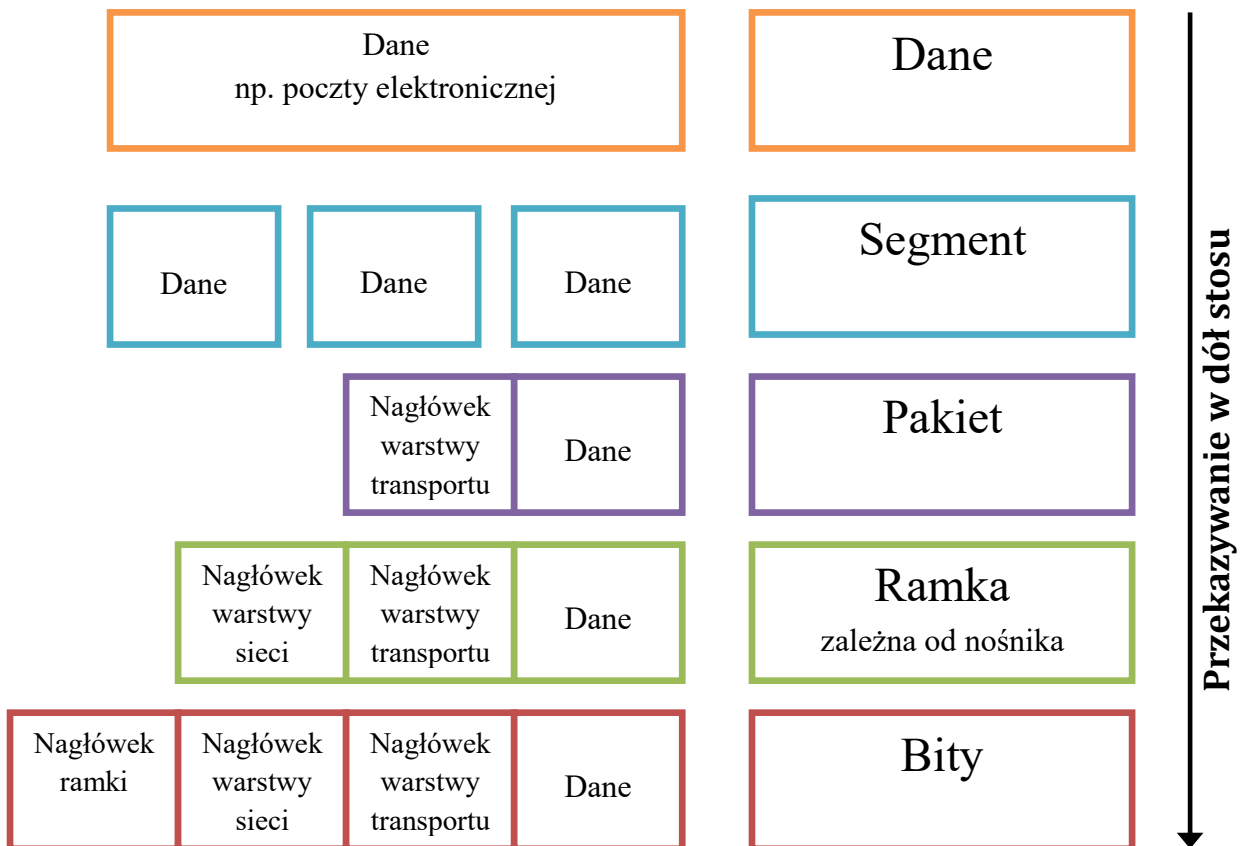 Dane
np. poczty elektronicznej
Dane
Dane
Dane
Dane
Segment
Nagłówek
warstwy
transportu
Dane
Pakiet
Nagłówek
warstwy
sieci
Nagłówek
warstwy
transportu
Dane
Ramka
zależna od nośnika
Nagłówek
ramki
Nagłówek
warstwy
sieci
Nagłówek
warstwy
transportu
Dane
Bity
Przekazywanie w dół stosu